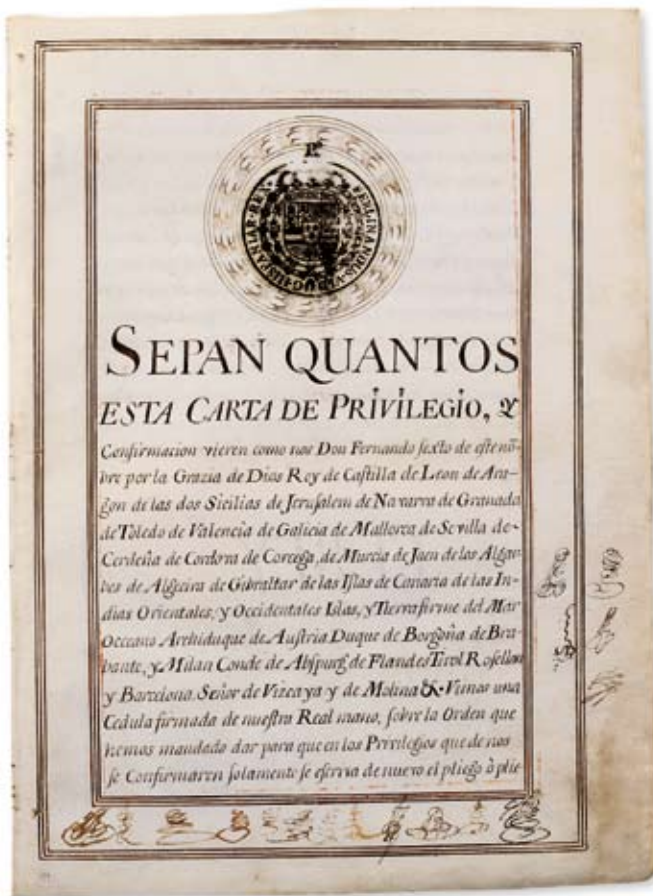 P.
FERDINANDUS·VI·D·G·HISPANIAR·REX·
SEPAN QUANTOS
ESTA CARTA DE PRIVILEGIO, Y
Confirmacion vieren como nos Don Fernando ſexto de eſte nō-
bre por la Grazia de Dios Rey de Caſtilla de Leon de Ara-
gon de las dos Sicilias de Jeruſalem de Navarra de Granada
de Toledo de Valencia de Galicia de Mallorca de Sevilla de
Cerdeña de Cordova de Corcega, de Murcia de Jaen de los Algar-
bes de Algecira de Gibraltar de las Iſlas de Canaria de las In-
dias Orientales, y Occidentales Islas, y Tierra firme del Mar
Occeano Archiduque de Auſtria Duque de Borgoña de Bra-
bante, y Milan Conde de Abſpurg de Flandes Tirol Roſellon
y Barcelona Señor de Vizcaya y de Molina &. Vimos una
Cedula firmada de nueſtra Real mano, ſobre la Orden que
hemos mandado dar para que en los Privilegios que de nos
ſe Confirmaren ſolamente ſe eſcriva de nuevo el pliego ò plie